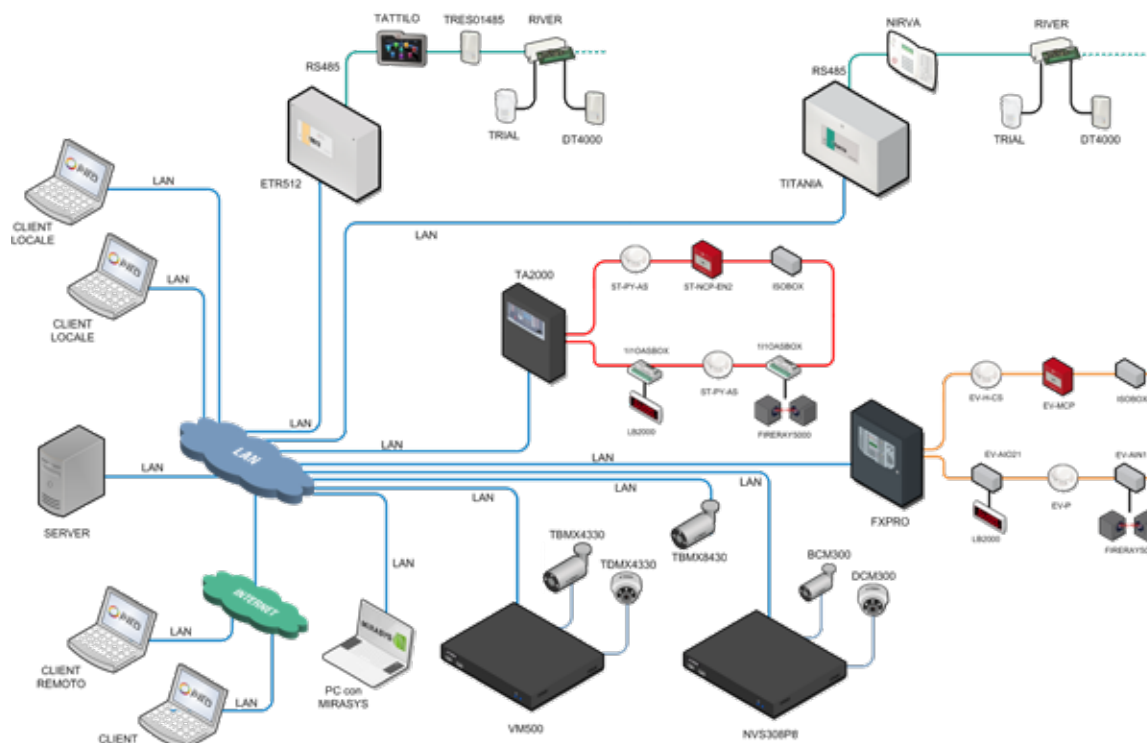 TATTILO
TRES01485
RIVER
RS485
TRIAL
DT4000
ETR512
NIRVA
RIVER
RS485
TRIAL
DT4000
TITANIA
LAN
CLIENT
LOCALE
LAN
CLIENT
LOCALE
LAN
LAN
TA2000
ST-PY-AS
ST-NCP-EN2
ISOBOX
1I1OASBOX
ST-PY-AS
1I1OASBOX
LB2000
FIRERAY5000
LAN
EV-H-CS
EV-MCP
ISOBOX
EV-AIO21
EV-P
EV-AIN1
LB2000
FXPRO
LAN
LAN
SERVER
LAN
LAN
LAN
LAN
LAN
TBMX4330
TDMX4330
TBMX8430
BCM300
DCM300
INTERNET
LAN
CLIENT
REMOTO
LAN
CLIENT
MIRASYS
PC con
MIRASYS
VM500
NVS308P8